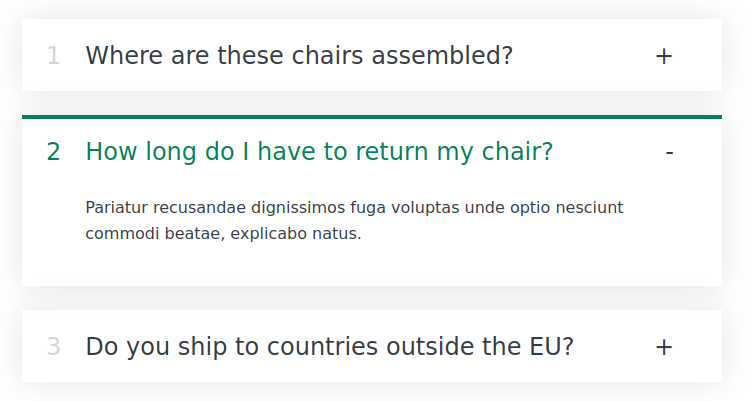 1 Where are these chairs assembled? +
2 How long do I have to return my chair? -
Pariatur recusandae dignissimos fuga voluptas unde optio nesciunt
commodi beatae, explicabo natus.
3 Do you ship to countries outside the EU? +